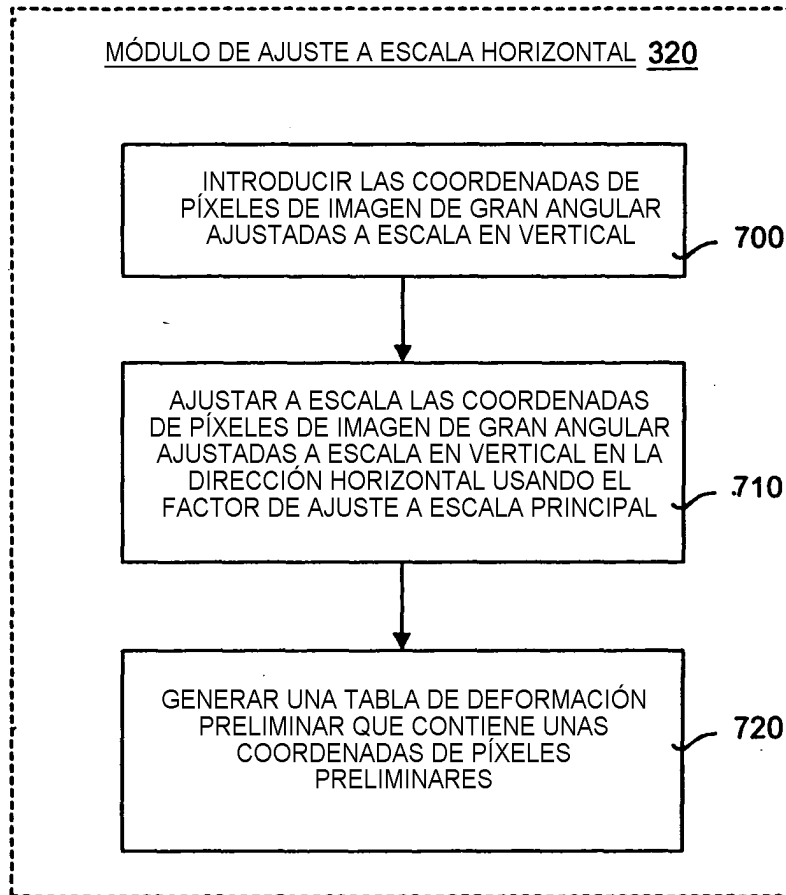 MÓDULO DE AJUSTE A ESCALA HORIZONTAL 320
INTRODUCIR LAS COORDENADAS DE
PÍXELES DE IMAGEN DE GRAN ANGULAR
AJUSTADAS A ESCALA EN VERTICAL
700
AJUSTAR A ESCALA LAS COORDENADAS
DE PÍXELES DE IMAGEN DE GRAN ANGULAR
AJUSTADAS A ESCALA EN VERTICAL EN LA
DIRECCIÓN HORIZONTAL USANDO EL
FACTOR DE AJUSTE A ESCALA PRINCIPAL
710
GENERAR UNA TABLA DE DEFORMACIÓN
PRELIMINAR QUE CONTIENE UNAS
COORDENADAS DE PÍXELES
PRELIMINARES
720